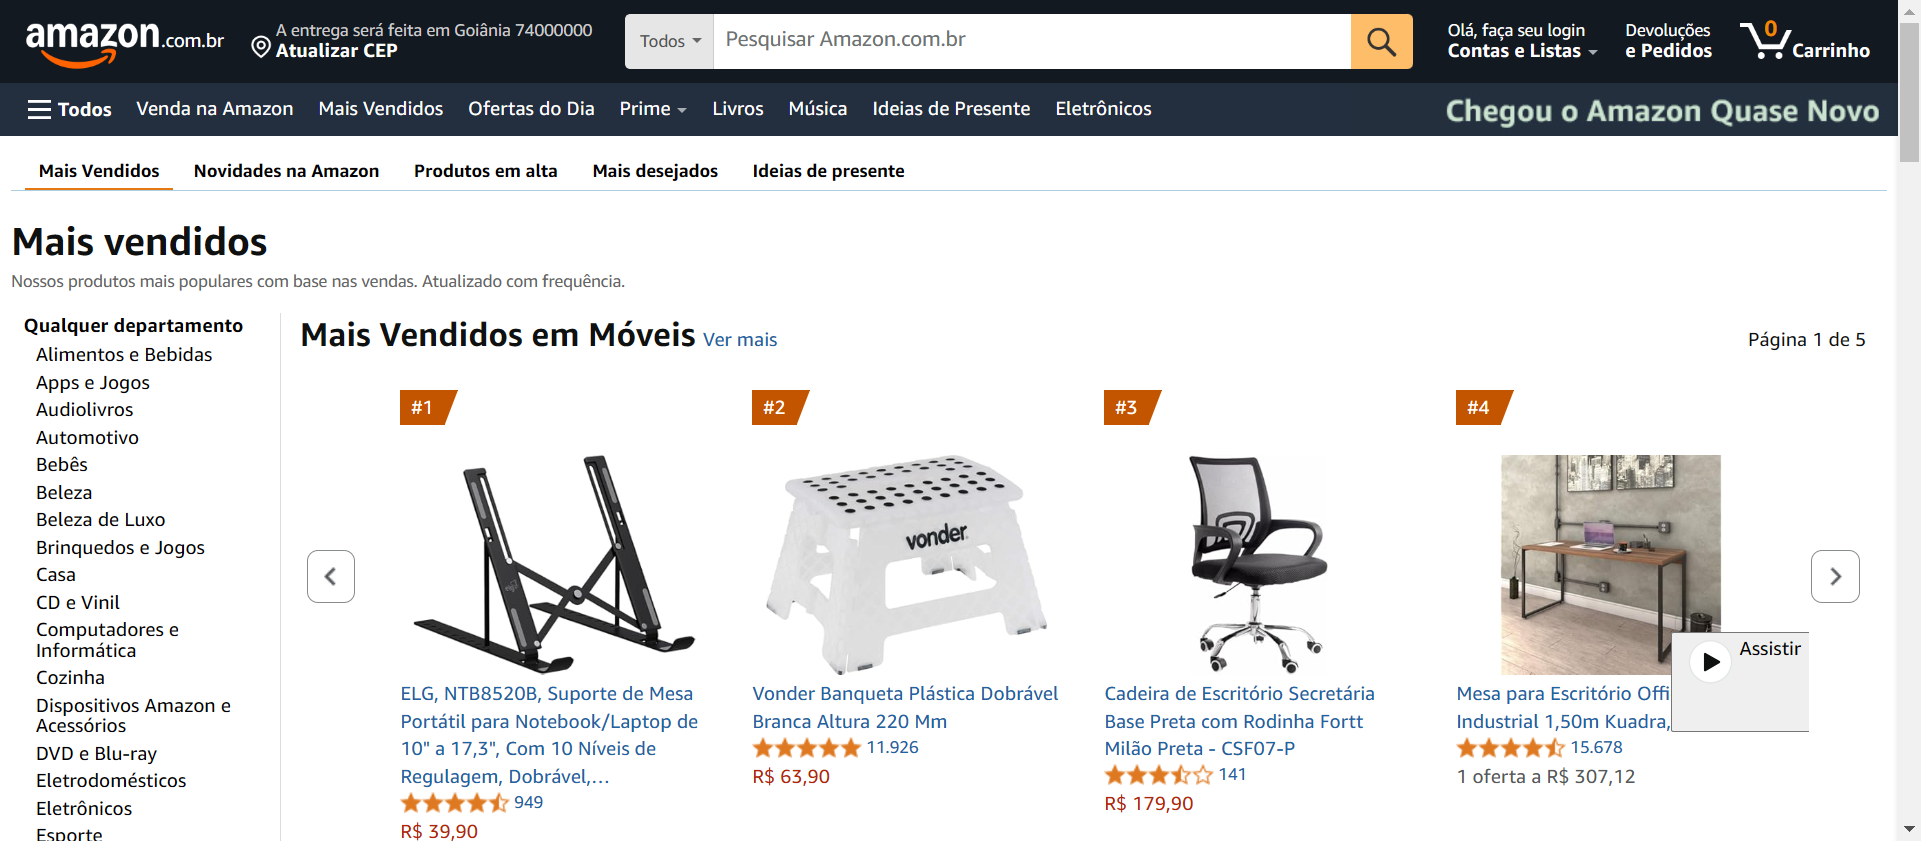 amazon.com.br
A entrega será feita em Goiânia 74000000
Atualizar CEP
Todos
Pesquisar Amazon.com.br
Olá, faça seu login
Contas e Listas
Devoluções
e Pedidos
0
Carrinho
Todos
Venda na Amazon
Mais Vendidos
Ofertas do Dia
Prime
Livros
Música
Ideias de Presente
Eletrônicos
Chegou o Amazon Quase Novo
Mais Vendidos
Novidades na Amazon
Produtos em alta
Mais desejados
Ideias de presente
Mais vendidos
Nossos produtos mais populares com base nas vendas. Atualizado com frequência.
Qualquer departamento
Alimentos e Bebidas
Apps e Jogos
Audiolivros
Automotivo
Bebês
Beleza
Beleza de Luxo
Brinquedos e Jogos
Casa
CD e Vinil
Computadores e
Informática
Cozinha
Dispositivos Amazon e
Acessórios
DVD e Blu-ray
Eletrodomésticos
Eletrônicos
Esporte
Mais Vendidos em Móveis Ver mais
Página 1 de 5
#1
ELG, NTB8520B, Suporte de Mesa
Portátil para Notebook/Laptop de
10" a 17,3", Com 10 Níveis de
Regulagem, Dobrável,…
949
R$ 39,90
#2
vonder
Vonder Banqueta Plástica Dobrável
Branca Altura 220 Mm
11.926
R$ 63,90
#3
Cadeira de Escritório Secretária
Base Preta com Rodinha Fortt
Milão Preta - CSF07-P
141
R$ 179,90
#4
Mesa para Escritório Offi
Industrial 1,50m Kuadra,
15.678
1 oferta a R$ 307,12
Assistir